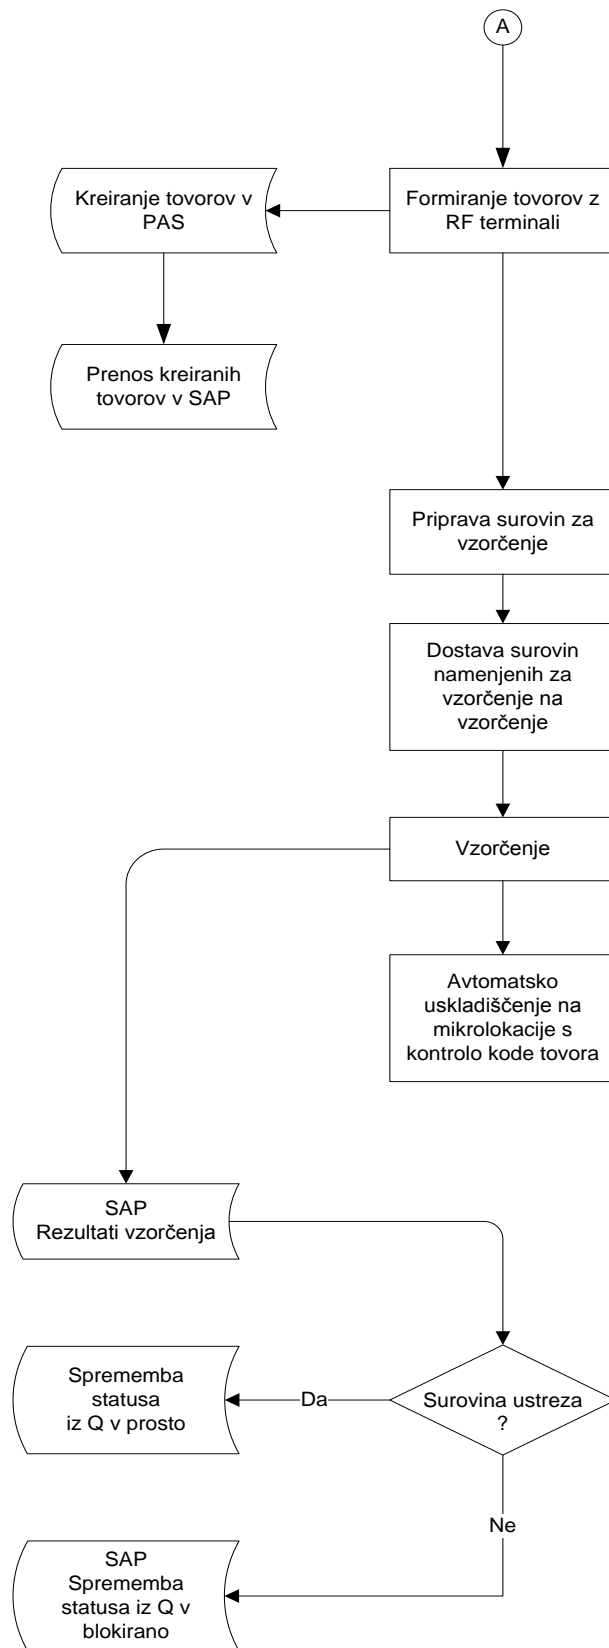 A
Kreiranje tovorov v
PAS
Formiranje tovorov z
RF terminali
Prenos kreiranih
tovorov v SAP
Priprava surovin za
vzorčenje
Dostava surovin
namenjenih za
vzorčenje na
vzorčenje
Vzorčenje
Avtomatsko
uskladiščenje na
mikrolokacije s
kontrolo kode tovora
SAP
Rezultati vzorčenja
Sprememba
statusa
iz Q v prosto
Da
Surovina ustreza
?
Ne
SAP
Sprememba
statusa iz Q v
blokirano